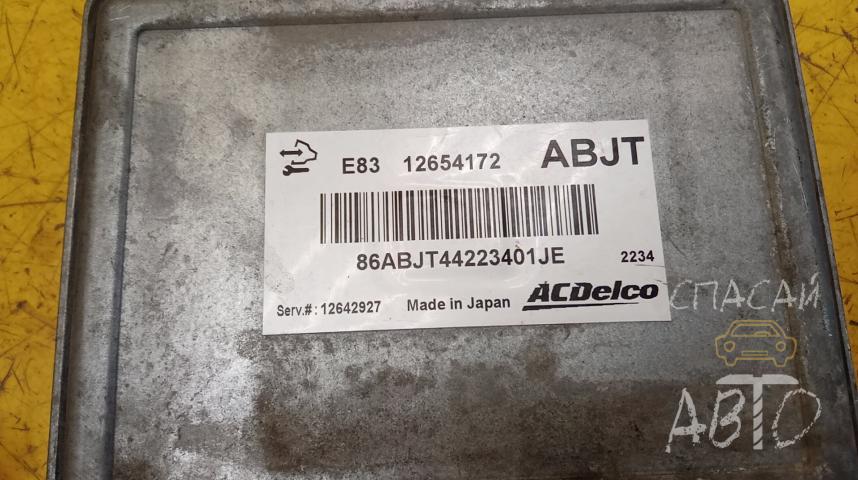 E83 12654172 ABJT
86ABJT44223401JE 2234
Serv.#: 12642927 Made in Japan ACDelco
СПАСАЙ
АВТО